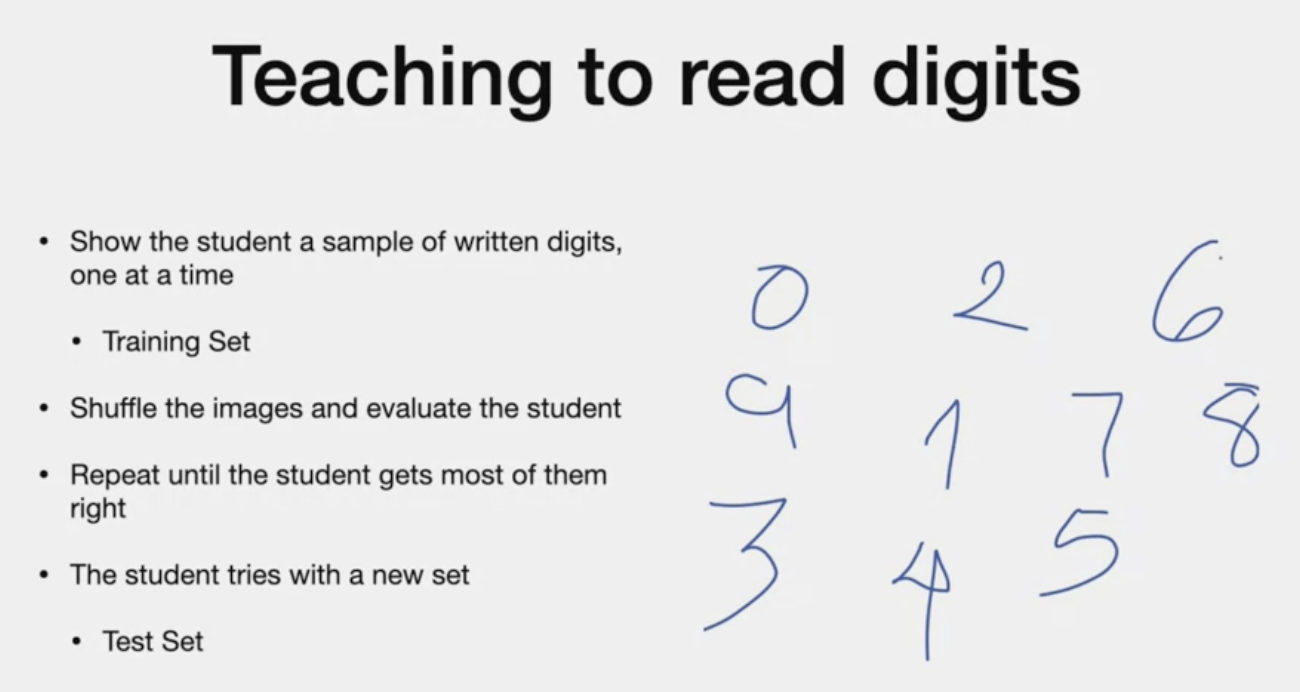 Teaching to read digits
• Show the student a sample of written digits,
one at a time
• Training Set
• Shuffle the images and evaluate the student
• Repeat until the student gets most of them
right
• The student tries with a new set
• Test Set
0 2 6
9 1 7 8
3 4 5